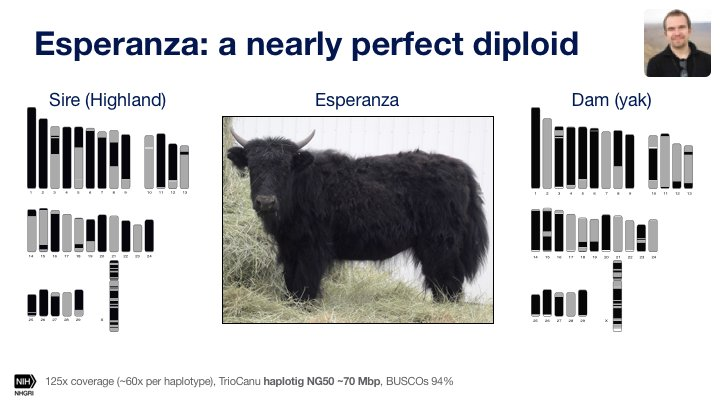 Esperanza: a nearly perfect diploid
Sire (Highland)
Esperanza
Dam (yak)
1 2 3 4 5 6 7 8 9 10 11 12 13
14 15 16 17 18 19 20 21 22 23 24
25 26 27 28 29 X
1 2 3 4 5 6 7 8 9 10 11 12 13
14 15 16 17 18 19 20 21 22 23 24
25 26 27 28 29 X
NIH
NHGRI
125x coverage (~60x per haplotype), TrioCanu haplotig NG50 ~70 Mbp, BUSCOs 94%